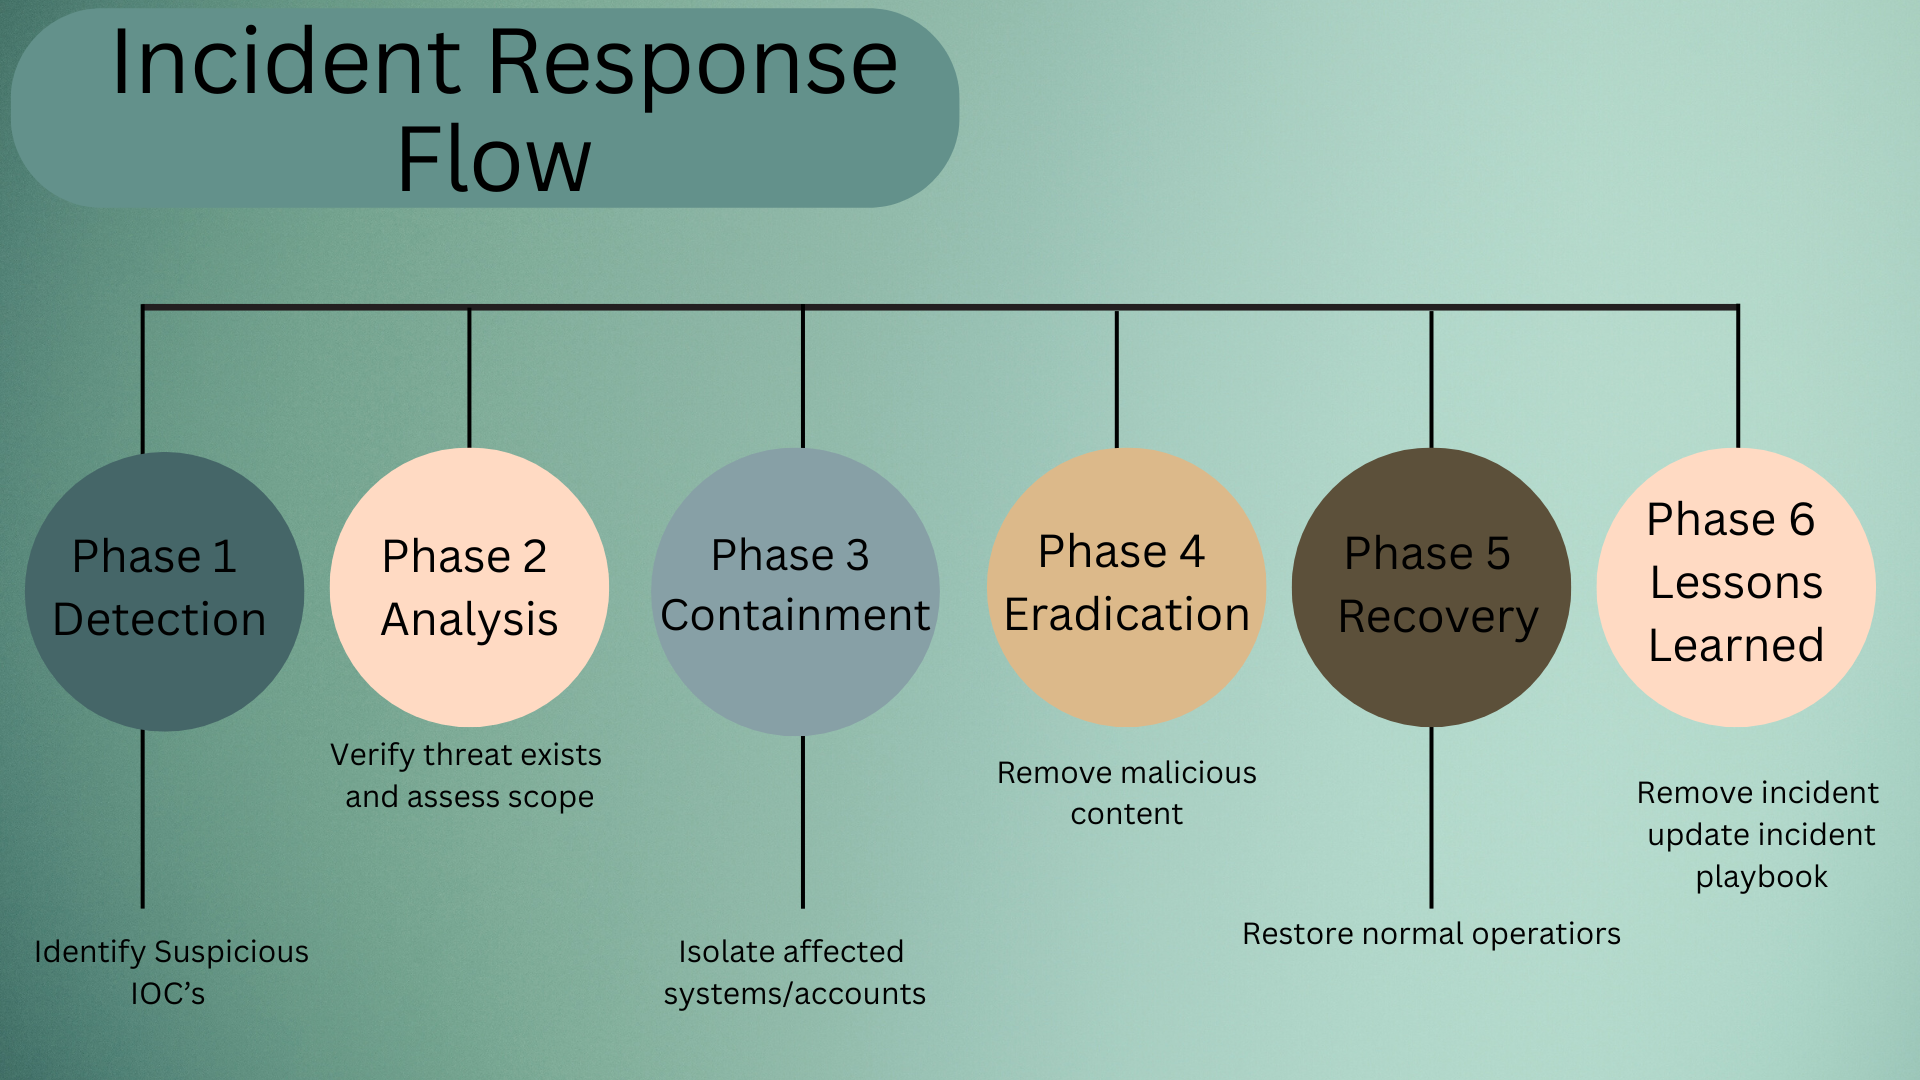 Incident Response
Flow
Phase 1
Detection
Phase 2
Analysis
Phase 3
Containment
Phase 4
Eradication
Phase 5
Recovery
Phase 6
Lessons
Learned
Verify threat exists
and assess scope
Remove malicious
content
Remove incident
update incident
playbook
Identify Suspicious
IOC’s
Isolate affected
systems/accounts
Restore normal operatiors